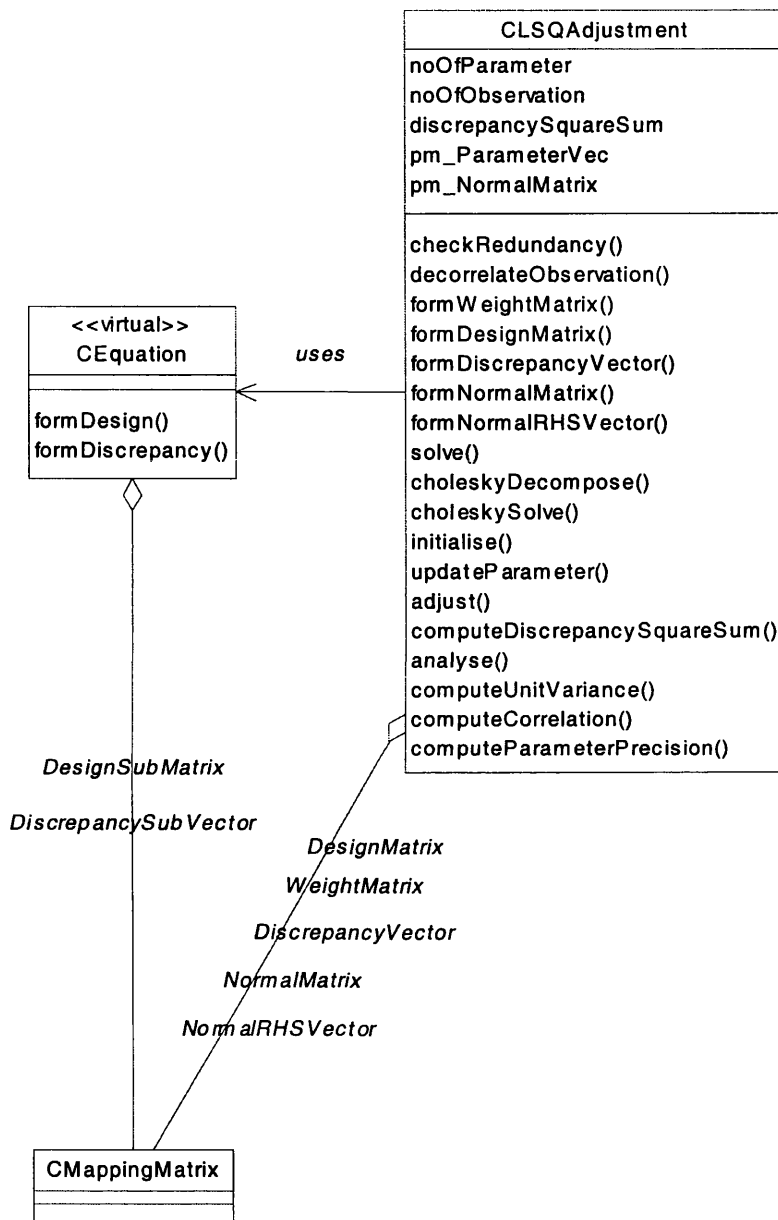 CLSQAdjustment
noOfParameter
noOfObservation
discrepancySquareSum
pm_ParameterVec
pm_NormalMatrix
checkRedundancy()
decorrelateObservation()
formWeightMatrix()
formDesignMatrix()
formDiscrepancyVector()
formNormalMatrix()
formNormalRHSVector()
solve()
choleskyDecompose()
choleskySolve()
initialise()
updateParameter()
adjust()
computeDiscrepancySquareSum()
analyse()
computeUnitVariance()
computeCorrelation()
computeParameterPrecision()
<<virtual>>
CEquation
formDesign()
formDiscrepancy()
uses
DesignSubMatrix
DiscrepancySubVector
DesignMatrix
WeightMatrix
DiscrepancyVector
NormalMatrix
NormalRHSVector
CMappingMatrix